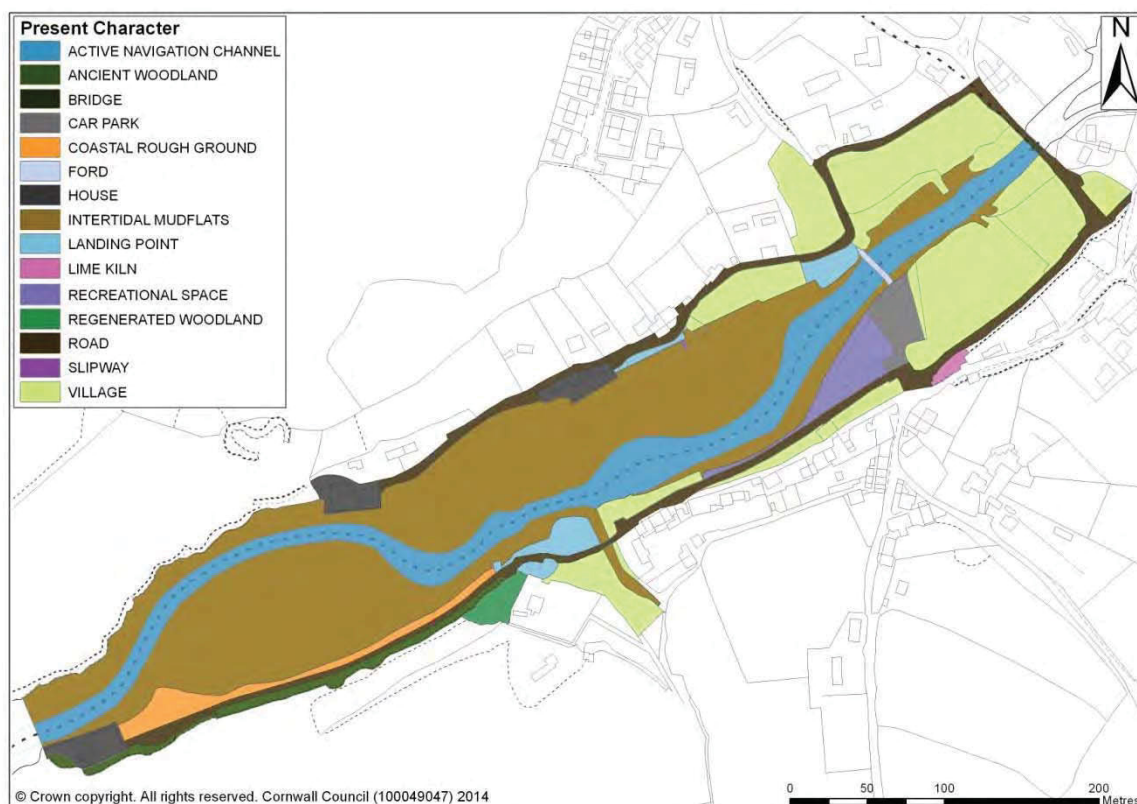 Present Character
ACTIVE NAVIGATION CHANNEL
ANCIENT WOODLAND
BRIDGE
CAR PARK
COASTAL ROUGH GROUND
FORD
HOUSE
INTERTIDAL MUDFLATS
LANDING POINT
LIME KILN
RECREATIONAL SPACE
REGENERATED WOODLAND
ROAD
SLIPWAY
VILLAGE
N
© Crown copyright. All rights reserved. Cornwall Council (100049047) 2014
0 50 100 200
Metres